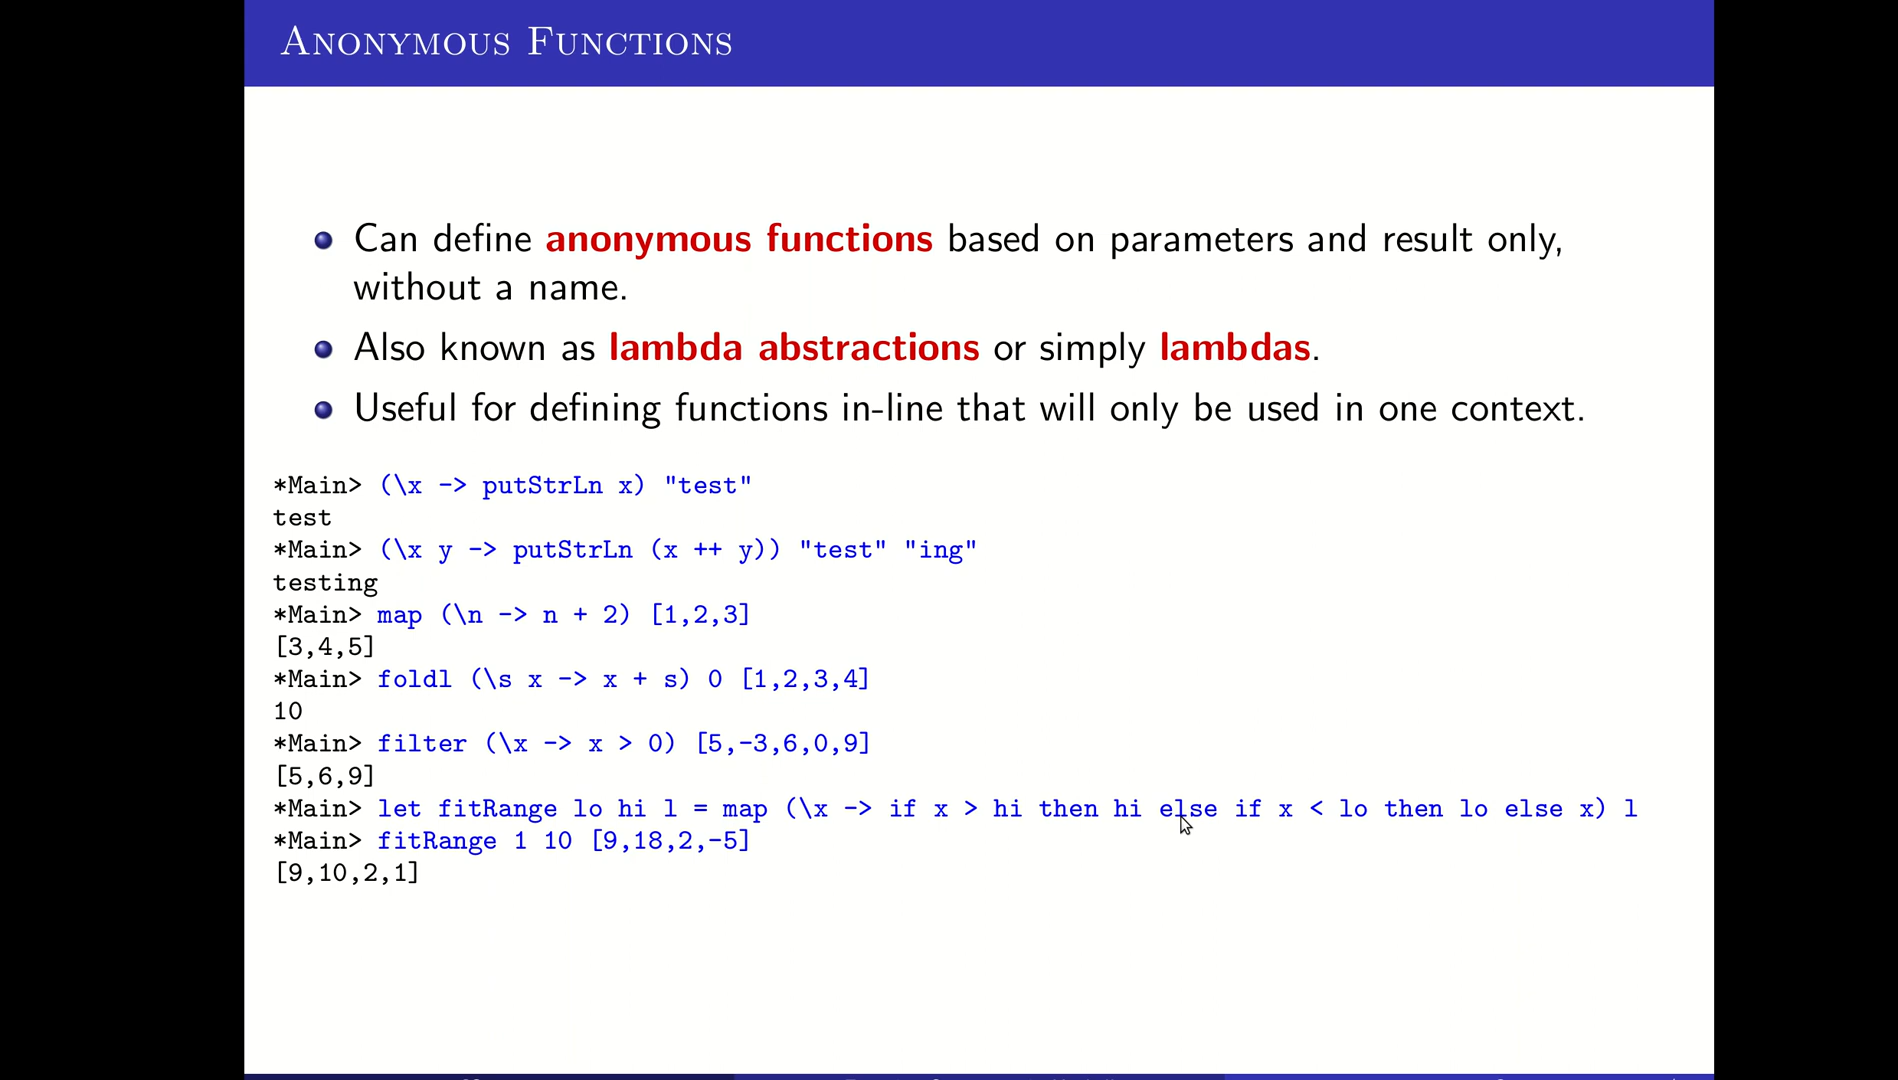 Anonymous Functions
Can define anonymous functions based on parameters and result only,
without a name.
Also known as lambda abstractions or simply lambdas.
Useful for defining functions in-line that will only be used in one context.
*Main> (\x -> putStrLn x) "test"
test
*Main> (\x y -> putStrLn (x ++ y)) "test" "ing"
testing
*Main> map (\n -> n + 2) [1,2,3]
[3,4,5]
*Main> foldl (\s x -> x + s) 0 [1,2,3,4]
10
*Main> filter (\x -> x > 0) [5,-3,6,0,9]
[5,6,9]
*Main> let fitRange lo hi l = map (\x -> if x > hi then hi else if x < lo then lo else x) l
*Main> fitRange 1 10 [9,18,2,-5]
[9,10,2,1]